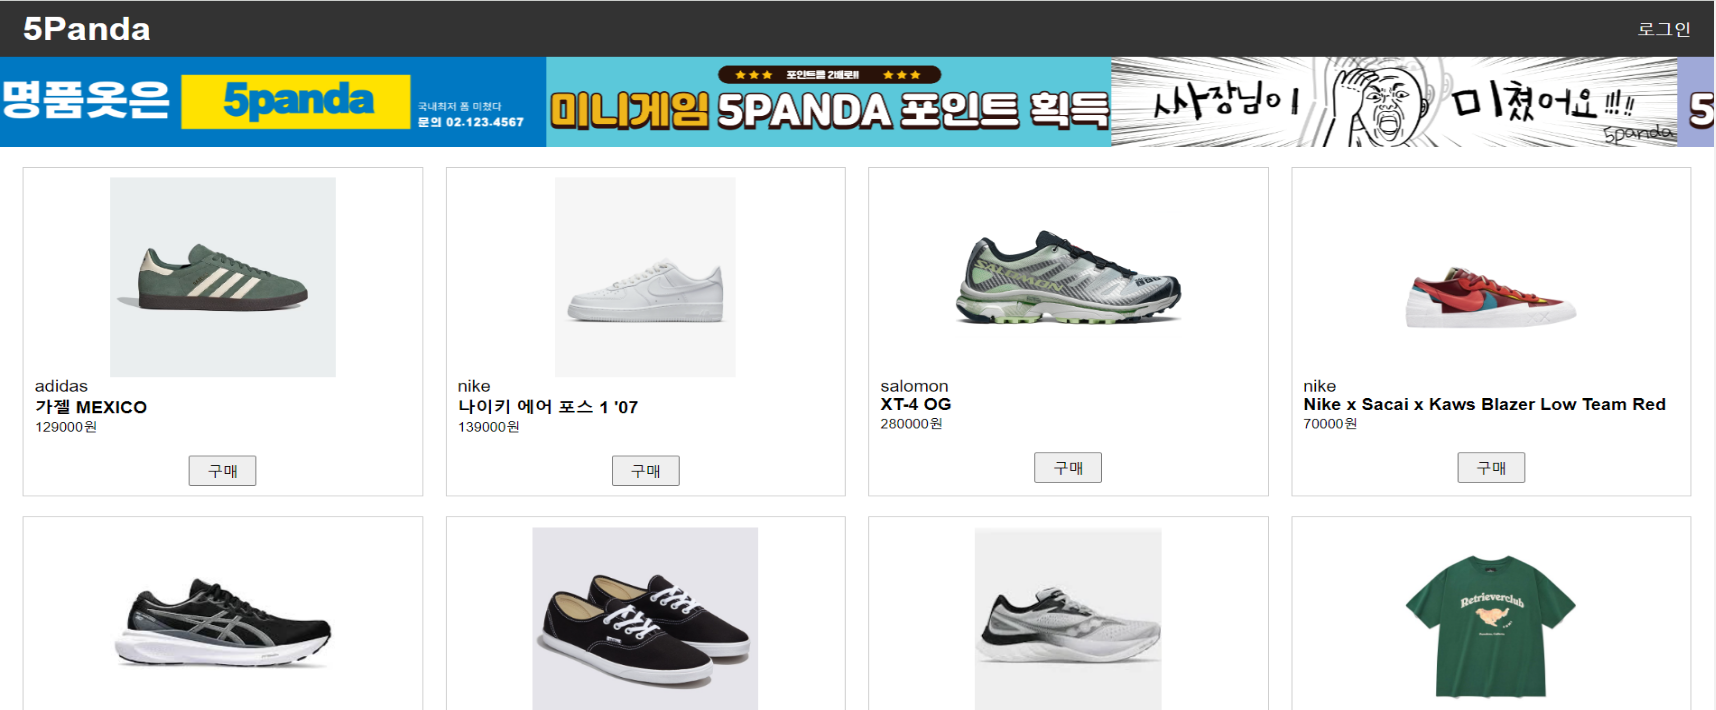 5Panda
로그인
명품옷은
5panda
국내최저 폼 미쳤다
문의 02.123.4567
★★★ 포인트를 2배로!! ★★★
미니게임 5PANDA 포인트 획득
사장님이 미쳤어요!!!!!
5panda
5
adidas
가젤 MEXICO
129000원
구매
nike
나이키 에어 포스 1 '07
139000원
구매
SALOMON
salomon
XT-4 OG
280000원
구매
nike
Nike x Sacai x Kaws Blazer Low Team Red
70000원
구매
Retrieverclub